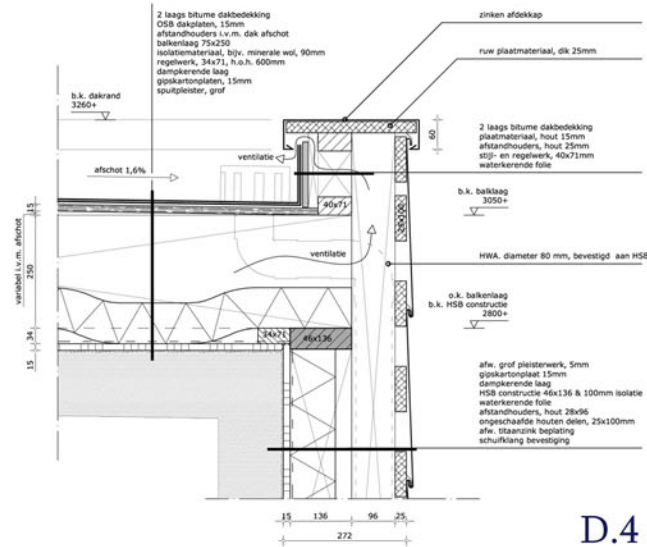 2 laags bitume dakbedekking
OSB dakplaten, 15mm
afstandhouders i.v.m. dak afschot
balkenlaag 75x250
isolatiemateriaal, bijv. minerale wol, 90mm
regelwerk, 34x71, h.o.h. 600mm
dampkerende laag
gipskartonplaten, 15mm
spuitpleister, grof
zinken afdekkap
ruw plaatmateriaal, dik 25mm
b.k. dakrand
3260+
60
2 laags bitume dakbedekking
plaatmateriaal, hout 15mm
afstandhouders, hout 25mm
stijl- en regelwerk, 40x71mm
waterkerende folie
ventilatie
afschot 1,6%
b.k. balklaag
3050+
15
40x71
variabel i.v.m. afschot
250
ventilatie
HWA. diameter 80 mm, bevestigd aan HSB
o.k. balkenlaag
b.k. HSB constructie
2800+
34
34x71
46x136
15
afw. grof pleisterwerk, 5mm
gipskartonplaat 15mm
dampkerende laag
HSB constructie 46x136 & 100mm isolatie
waterkerende folie
afstandhouders, hout 28x96
ongeschaafde houten delen, 25x100mm
afw. titaanzink beplating
schuifklang bevestiging
15 136 96 25
272
D.4